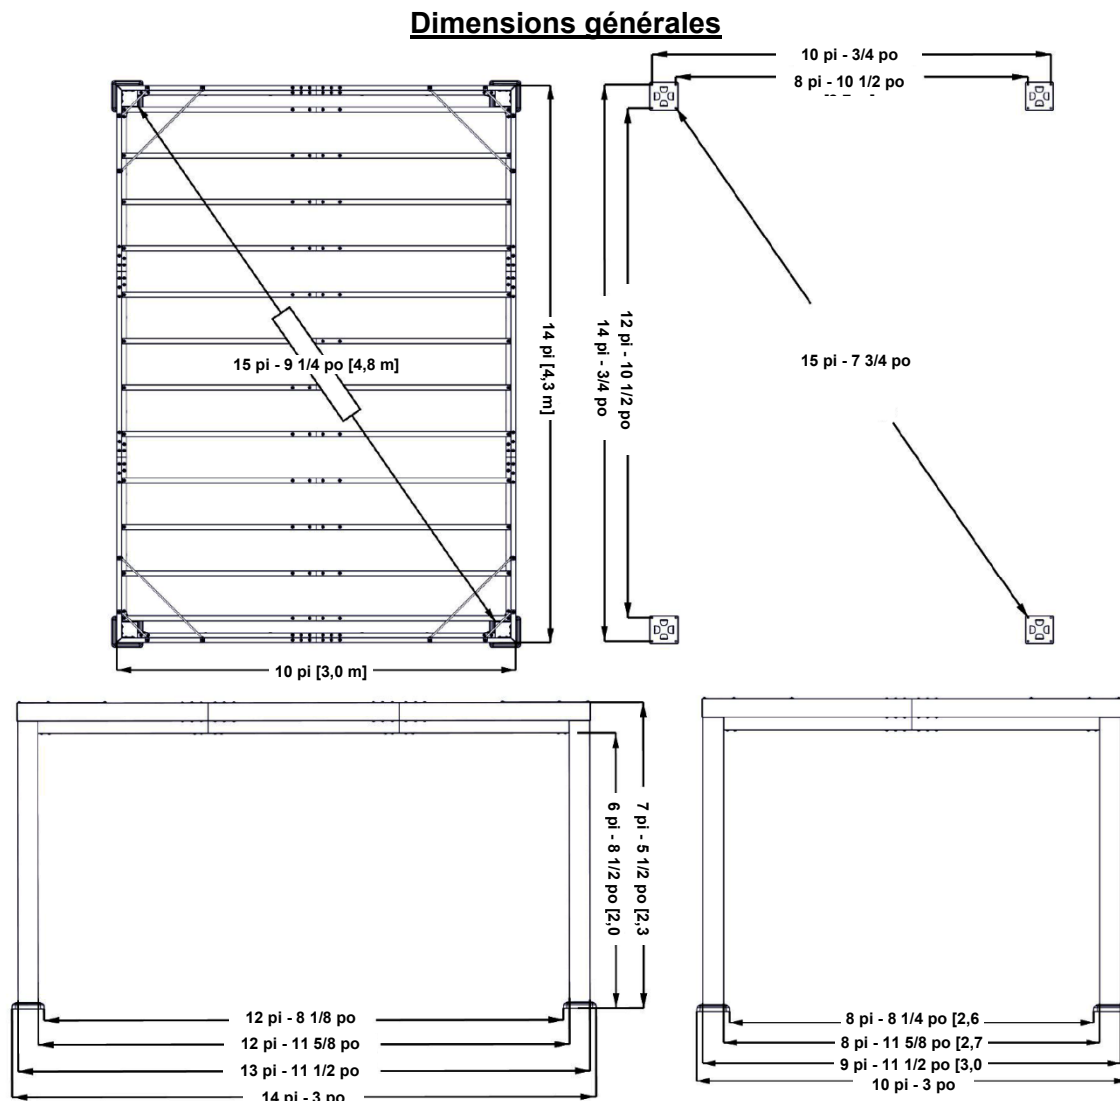 Dimensions générales
10 pi - 3/4 po
8 pi - 10 1/2 po
15 pi - 9 1/4 po [4,8 m]
14 pi [4,3 m]
14 pi - 3/4 po
12 pi - 10 1/2 po
15 pi - 7 3/4 po
10 pi [3,0 m]
6 pi - 8 1/2 po [2,0
7 pi - 5 1/2 po [2,3
12 pi - 8 1/8 po
12 pi - 11 5/8 po
13 pi - 11 1/2 po
14 pi - 3 po
8 pi - 8 1/4 po [2,6
8 pi - 11 5/8 po [2,7
9 pi - 11 1/2 po [3,0
10 pi - 3 po